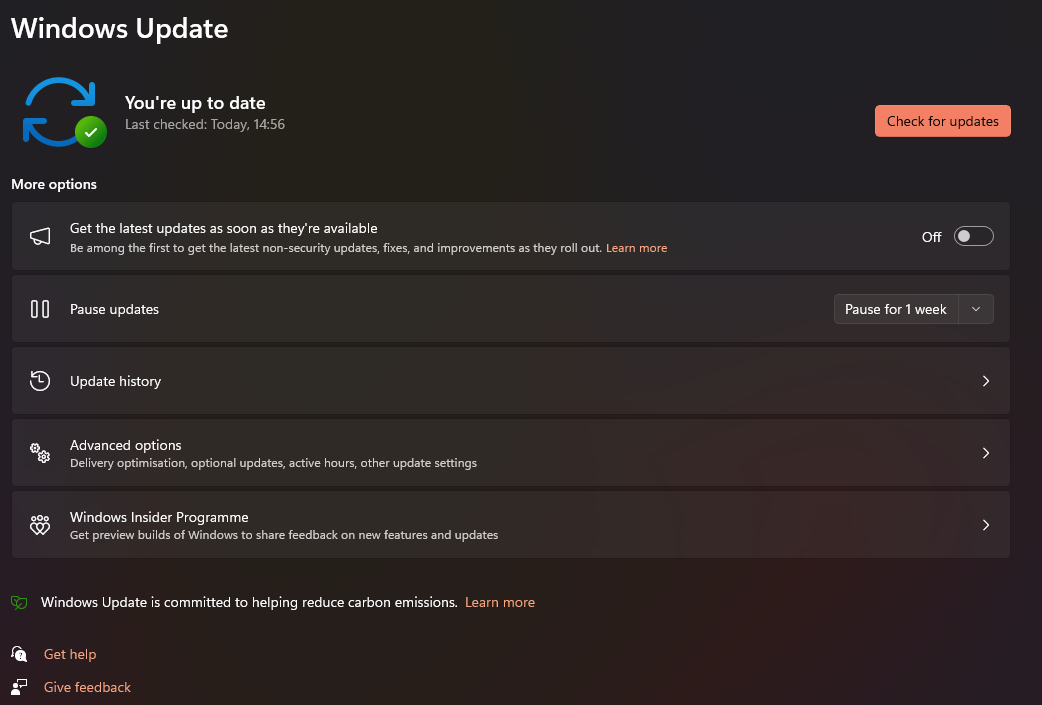 Windows Update
You're up to date
Last checked: Today, 14:56
Check for updates
More options
Get the latest updates as soon as they're available
Be among the first to get the latest non-security updates, fixes, and improvements as they roll out. Learn more
Off
Pause updates
Pause for 1 week
Update history
Advanced options
Delivery optimisation, optional updates, active hours, other update settings
Windows Insider Programme
Get preview builds of Windows to share feedback on new features and updates
Windows Update is committed to helping reduce carbon emissions. Learn more
Get help
Give feedback